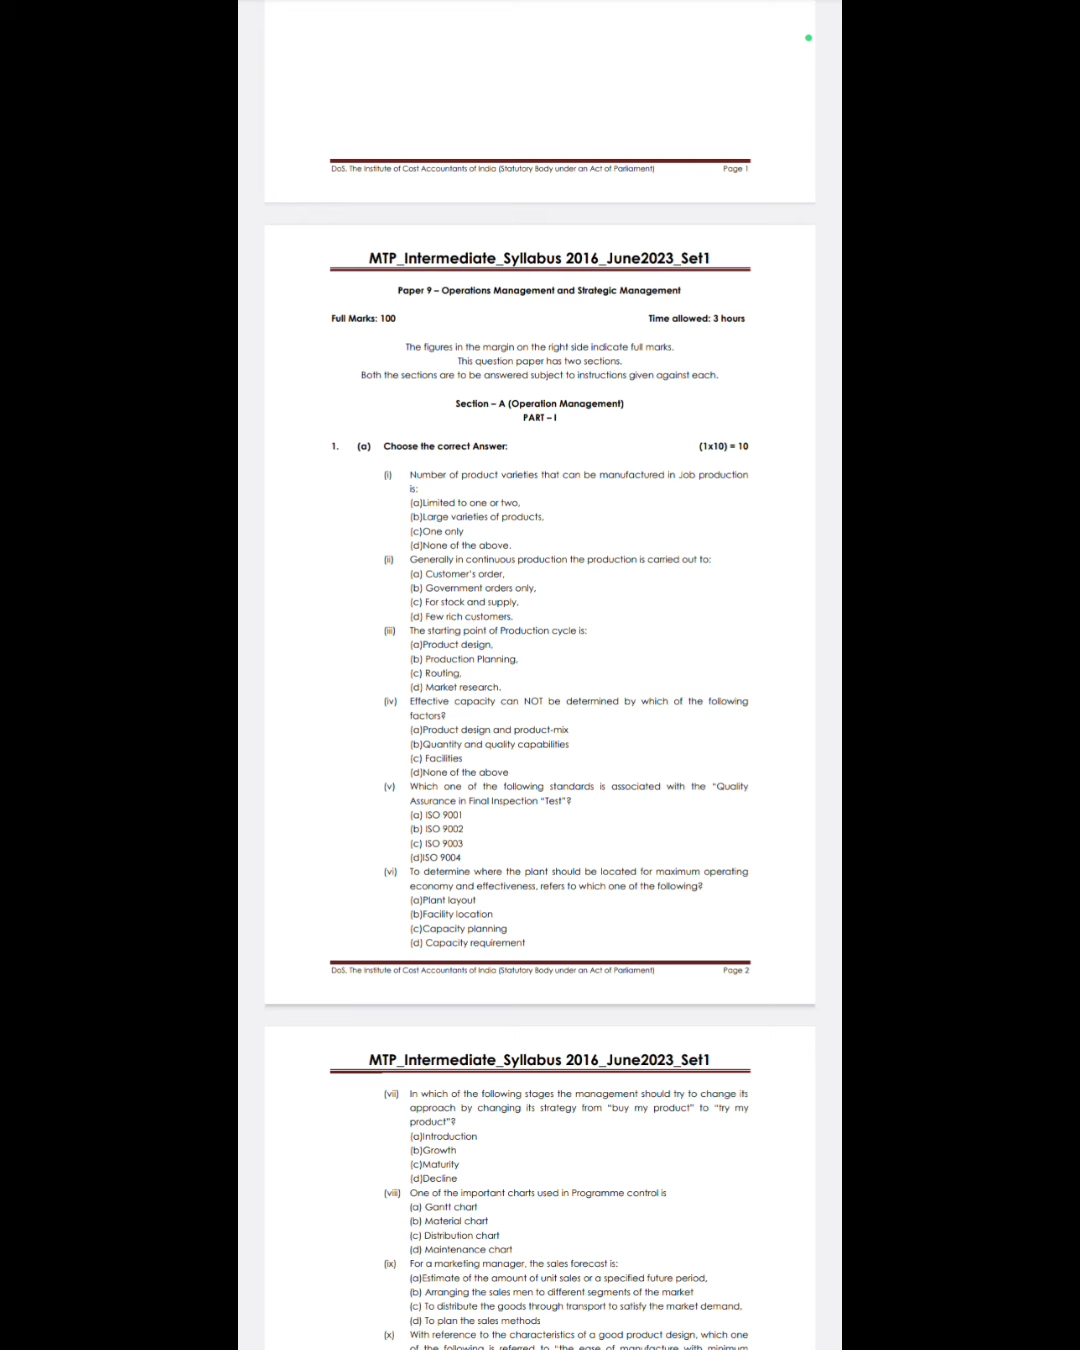 DoS, The Institute of Cost Accountants of India (Statutory Body under an Act of Parliament) Page 1
MTP_Intermediate_Syllabus 2016_June2023_Set1
Paper 9 – Operations Management and Strategic Management
Full Marks: 100 Time allowed: 3 hours
The figures in the margin on the right side indicate full marks.
This question paper has two sections.
Both the sections are to be answered subject to instructions given against each.
Section – A (Operation Management)
PART – I
1. (a) Choose the correct Answer: (1x10) = 10
(i) Number of product varieties that can be manufactured in Job production
is:
(a)Limited to one or two,
(b)Large varieties of products,
(c)One only
(d)None of the above.
(ii) Generally in continuous production the production is carried out to:
(a) Customer's order,
(b) Government orders only,
(c) For stock and supply,
(d) Few rich customers.
(iii) The starting point of Production cycle is:
(a)Product design,
(b) Production Planning,
(c) Routing,
(d) Market research.
(iv) Effective capacity can NOT be determined by which of the following
factors?
(a)Product design and product-mix
(b)Quantity and quality capabilities
(c) Facilities
(d)None of the above
(v) Which one of the following standards is associated with the "Quality
Assurance in Final Inspection "Test"?
(a) ISO 9001
(b) ISO 9002
(c) ISO 9003
(d)ISO 9004
(vi) To determine where the plant should be located for maximum operating
economy and effectiveness, refers to which one of the following?
(a)Plant layout
(b)Facility location
(c)Capacity planning
(d) Capacity requirement
DoS, The Institute of Cost Accountants of India (Statutory Body under an Act of Parliament) Page 2
MTP_Intermediate_Syllabus 2016_June2023_Set1
(vii) In which of the following stages the management should try to change its
approach by changing its strategy from "buy my product" to "try my
product"?
(a)Introduction
(b)Growth
(c)Maturity
(d)Decline
(viii) One of the important charts used in Programme control is
(a) Gantt chart
(b) Material chart
(c) Distribution chart
(d) Maintenance chart
(ix) For a marketing manager, the sales forecast is:
(a)Estimate of the amount of unit sales or a specified future period,
(b) Arranging the sales men to different segments of the market
(c) To distribute the goods through transport to satisfy the market demand.
(d) To plan the sales methods
(x) With reference to the characteristics of a good product design, which one
of the following is referred to "the ease of manufacture with minimum